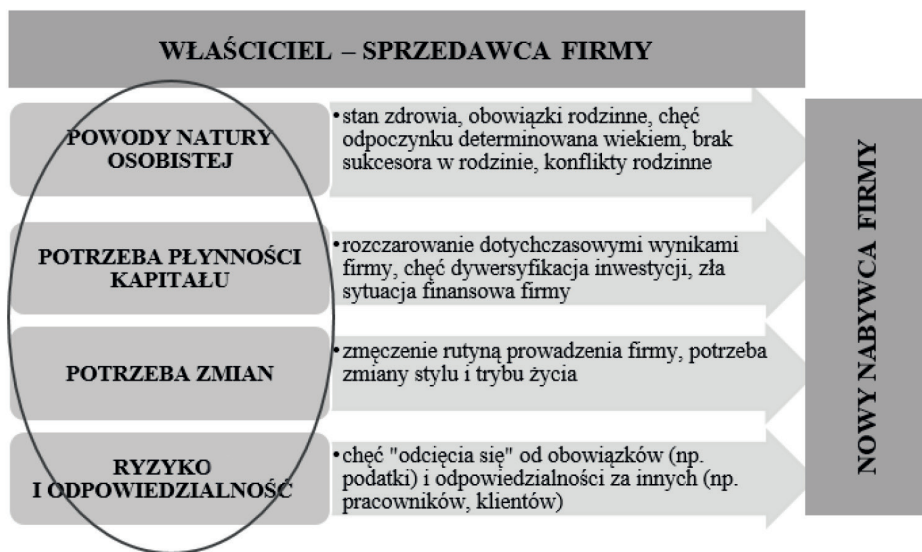 WŁAŚCICIEL – SPRZEDAWCA FIRMY
POWODY NATURY
OSOBISTEJ
•stan zdrowia, obowiązki rodzinne, chęć
odpoczynku determinowana wiekiem, brak
sukcesora w rodzinie, konflikty rodzinne
POTRZEBA PŁYNNOŚCI
KAPITAŁU
•rozczarowanie dotychczasowymi wynikami
firmy, chęć dywersyfikacja inwestycji, zła
sytuacja finansowa firmy
POTRZEBA ZMIAN
•zmęczenie rutyną prowadzenia firmy, potrzeba
zmiany stylu i trybu życia
RYZYKO
I ODPOWIEDZIALNOŚĆ
•chęć "odcięcia się" od obowiązków (np.
podatki) i odpowiedzialności za innych (np.
pracowników, klientów)
NOWY NABYWCA FIRMY